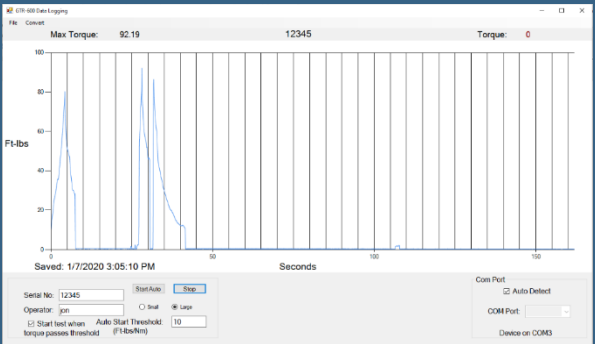 GTR-600 Data Logging
File Convert
Max Torque: 92.19 12345 Torque: 0
100
80
60
Ft-lbs
40
20
0
0 50 100 150
Saved: 1/7/2020 3:05:10 PM Seconds
Com Port
Auto Detect
Serial No: 12345 Start Auto Stop
Operator: jon Small Large
COM Port:
Start test when torque passes threshold
Auto Start Threshold: (Ft-lbs/Nm) 10
Device on COM3